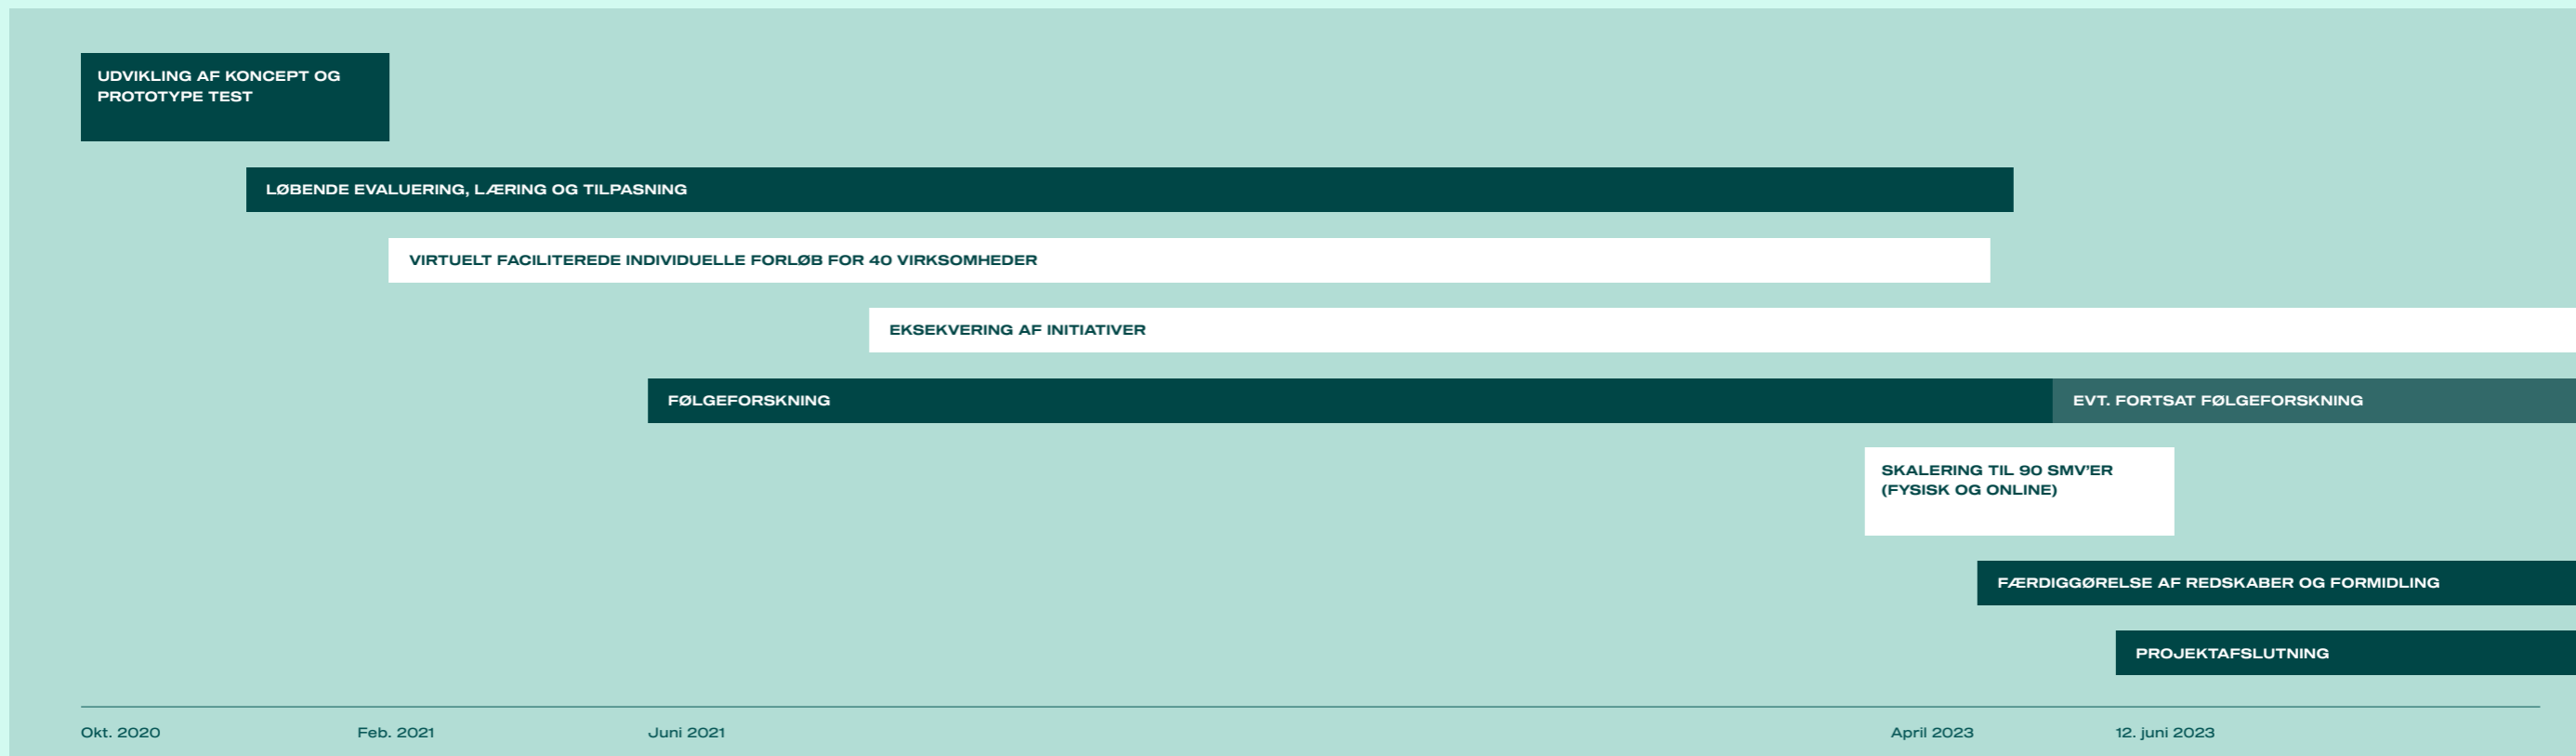 UDVIKLING AF KONCEPT OG
PROTOTYPE TEST
LØBENDE EVALUERING, LÆRING OG TILPASNING
VIRTUELT FACILITEREDE INDIVIDUELLE FORLØB FOR 40 VIRKSOMHEDER
EKSEKVERING AF INITIATIVER
FØLGEFORSKNING
EVT. FORTSAT FØLGEFORSKNING
SKALERING TIL 90 SMV’ER
(FYSISK OG ONLINE)
FÆRDIGGØRELSE AF REDSKABER OG FORMIDLING
PROJEKTAFSLUTNING
Okt. 2020
Feb. 2021
Juni 2021
April 2023
12. juni 2023